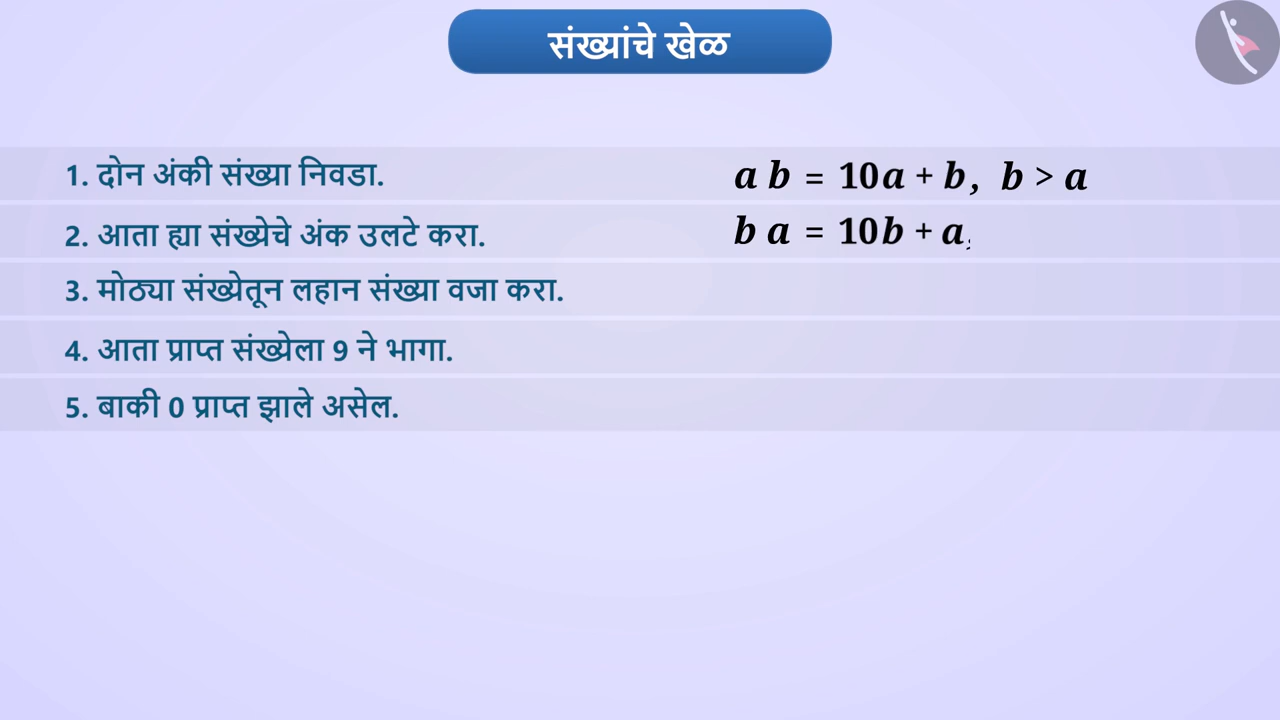 संख्यांचे खेळ
1. दोन अंकी संख्या निवडा. a b = 10a + b, b > a
2. आता ह्या संख्येचे अंक उलटे करा. b a = 10b + a,
3. मोठ्या संख्येतून लहान संख्या वजा करा.
4. आता प्राप्त संख्येला 9 ने भागा.
5. बाकी 0 प्राप्त झाले असेल.